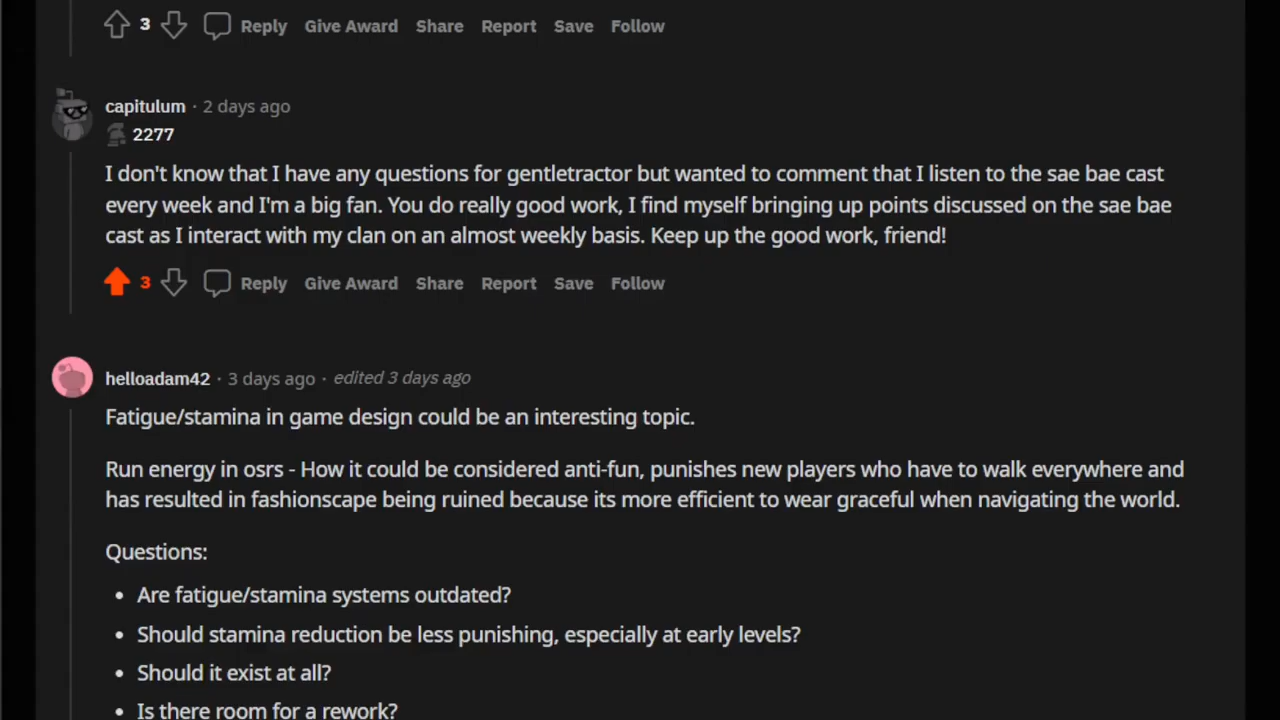 3 Reply Give Award Share Report Save Follow
capitulum · 2 days ago
2277
I don't know that I have any questions for gentletractor but wanted to comment that I listen to the sae bae cast
every week and I'm a big fan. You do really good work, I find myself bringing up points discussed on the sae bae
cast as I interact with my clan on an almost weekly basis. Keep up the good work, friend!
3 Reply Give Award Share Report Save Follow
helloadam42 · 3 days ago · edited 3 days ago
Fatigue/stamina in game design could be an interesting topic.
Run energy in osrs - How it could be considered anti-fun, punishes new players who have to walk everywhere and
has resulted in fashionscape being ruined because its more efficient to wear graceful when navigating the world.
Questions:
• Are fatigue/stamina systems outdated?
• Should stamina reduction be less punishing, especially at early levels?
• Should it exist at all?
• Is there room for a rework?